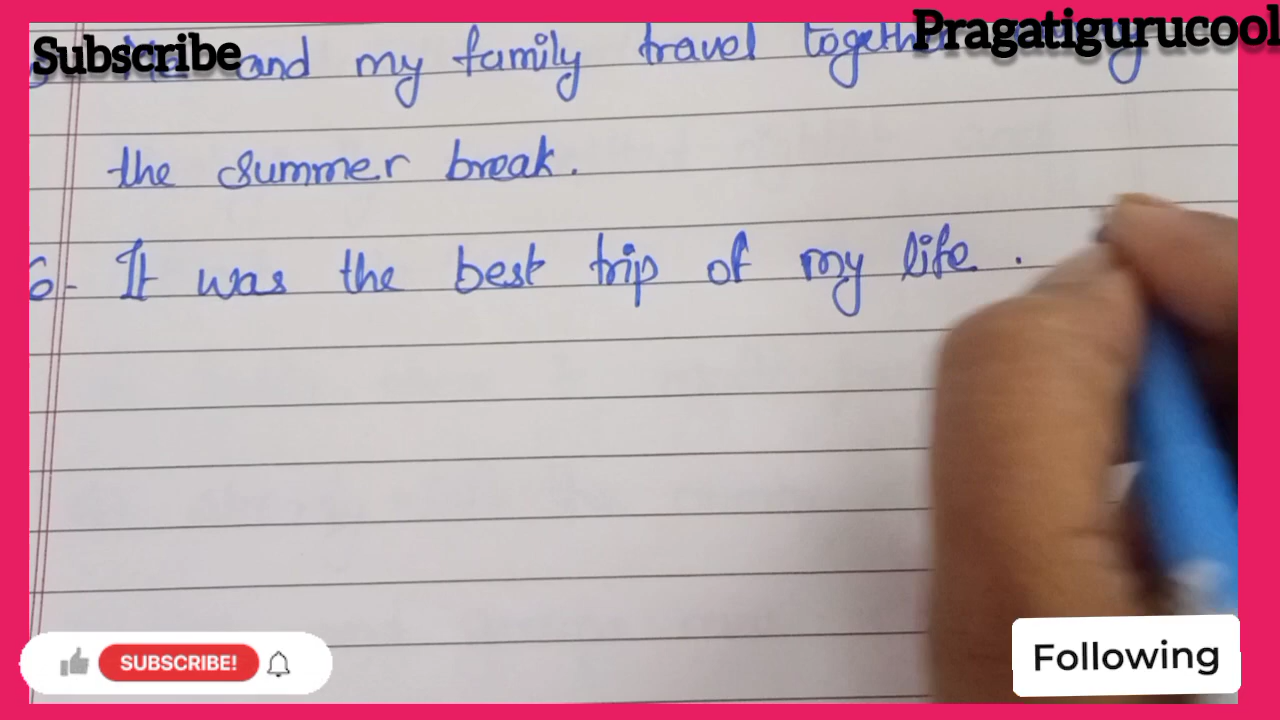 Subscribe Pragatigurucool
and my family travel together
the summer break.
6- It was the best trip of my life.
SUBSCRIBE!
Following